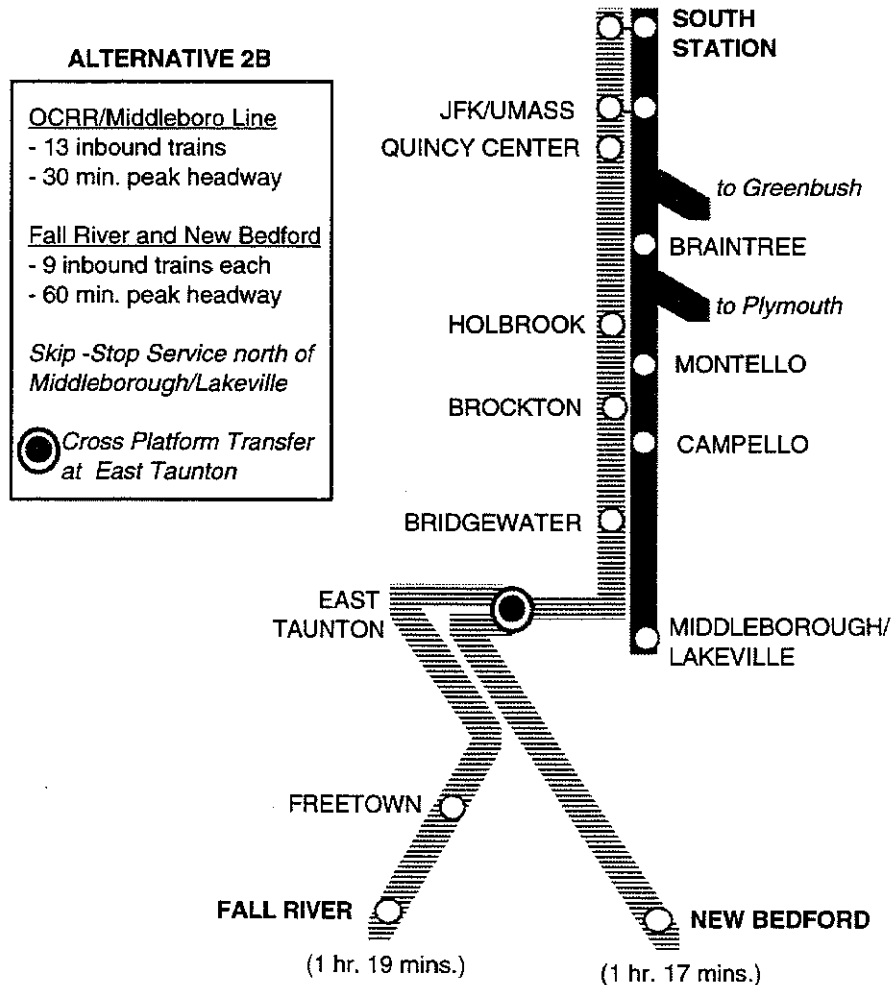 ALTERNATIVE 2B
OCRR/Middleboro Line
- 13 inbound trains
- 30 min. peak headway
Fall River and New Bedford
- 9 inbound trains each
- 60 min. peak headway
Skip -Stop Service north of
Middleborough/Lakeville
Cross Platform Transfer
at East Taunton
SOUTH
STATION
JFK/UMASS
QUINCY CENTER
to Greenbush
BRAINTREE
to Plymouth
HOLBROOK
MONTELLO
BROCKTON
CAMPELLO
BRIDGEWATER
EAST
TAUNTON
MIDDLEBOROUGH/
LAKEVILLE
FREETOWN
FALL RIVER
NEW BEDFORD
(1 hr. 19 mins.)
(1 hr. 17 mins.)